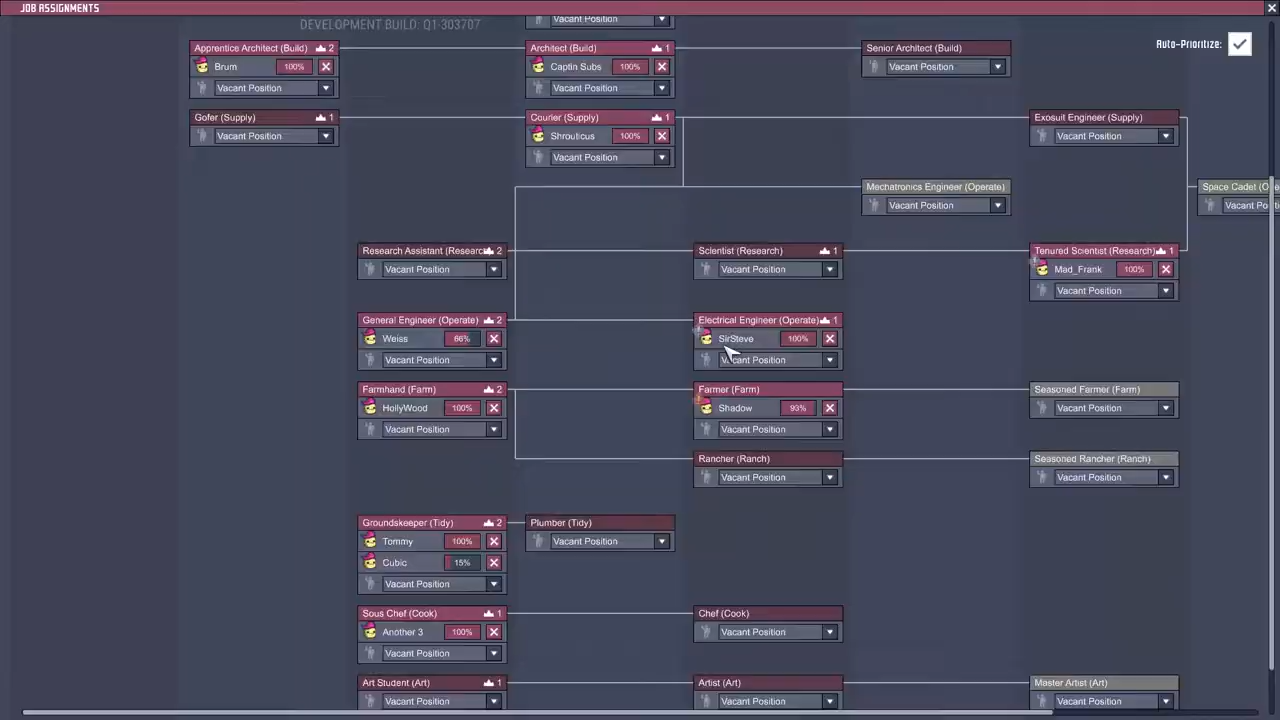 JOB ASSIGNMENTS
DEVELOPMENT BUILD: Q1-303707
Vacant Position
Auto-Prioritize:
Apprentice Architect (Build) 2
Brum 100%
Vacant Position
Architect (Build) 1
Captin Subs 100%
Vacant Position
Senior Architect (Build)
Vacant Position
Gofer (Supply) 1
Vacant Position
Courier (Supply) 1
Shrouticus 100%
Vacant Position
Exosuit Engineer (Supply)
Vacant Position
Mechatronics Engineer (Operate)
Vacant Position
Space Cadet
Vacant
Research Assistant (Research 2
Vacant Position
Scientist (Research) 1
Vacant Position
Tenured Scientist (Research) 1
Mad_Frank 100%
Vacant Position
General Engineer (Operate) 2
Weiss 66%
Vacant Position
Electrical Engineer (Operate) 1
SirSteve 100%
Vacant Position
Farmhand (Farm) 2
HollyWood 100%
Vacant Position
Farmer (Farm)
Shadow 93%
Vacant Position
Seasoned Farmer (Farm)
Vacant Position
Rancher (Ranch)
Vacant Position
Seasoned Rancher (Ranch)
Vacant Position
Groundskeeper (Tidy) 2
Tommy 100%
Cubic 15%
Vacant Position
Plumber (Tidy)
Vacant Position
Sous Chef (Cook) 1
Another 3 100%
Vacant Position
Chef (Cook)
Vacant Position
Art Student (Art) 1
Vacant Position
Artist (Art)
Vacant Position
Master Artist (Art)
Vacant Position